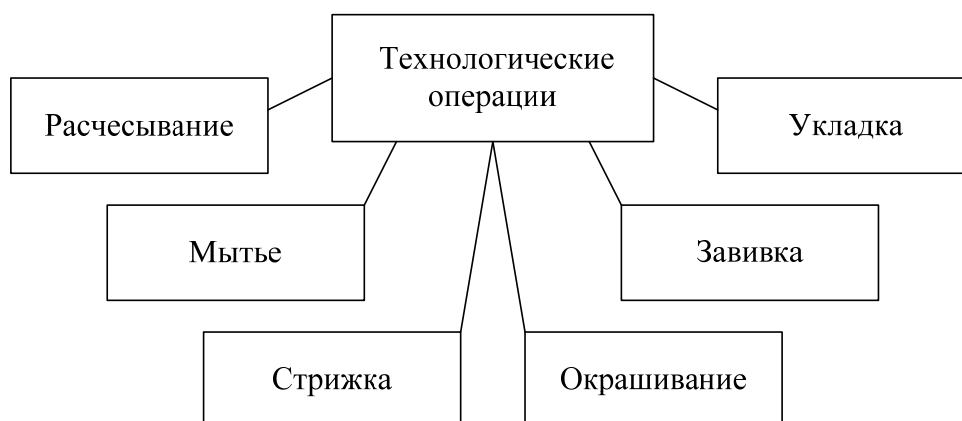 Технологические
операции
Расчесывание
Укладка
Мытье
Завивка
Стрижка
Окрашивание